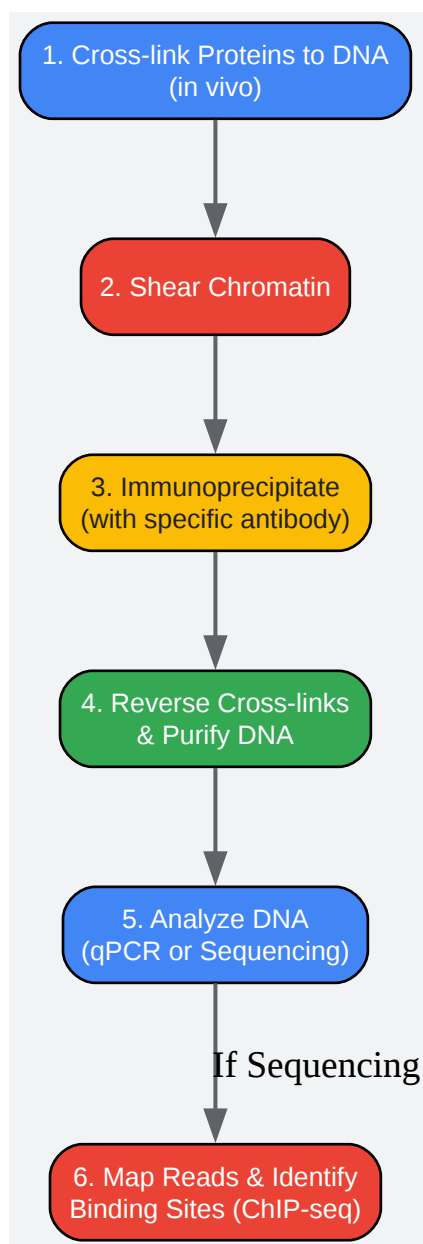 1. Cross-link Proteins to DNA
(in vivo)
2. Shear Chromatin
3. Immunoprecipitate
(with specific antibody)
4. Reverse Cross-links
& Purify DNA
5. Analyze DNA
(qPCR or Sequencing)
If Sequencing
6. Map Reads & Identify
Binding Sites (ChIP-seq)